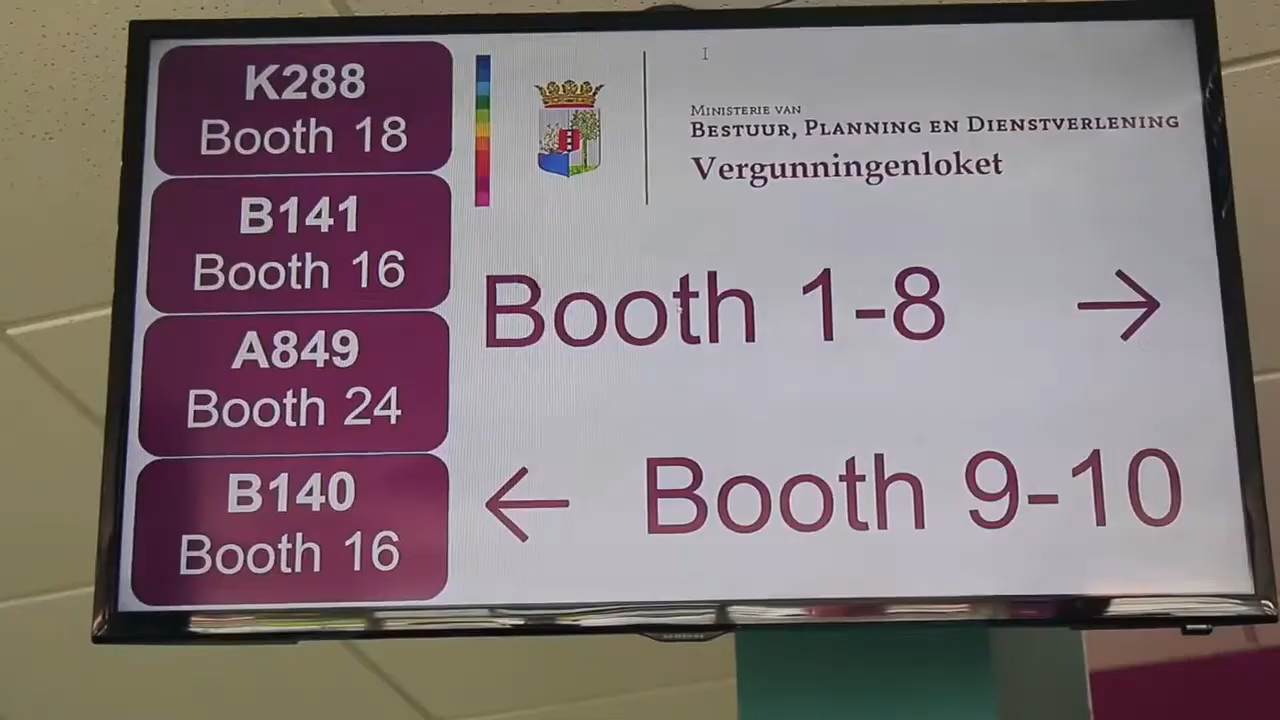 K288
Booth 18
B141
Booth 16
A849
Booth 24
B140
Booth 16
MINISTERIE VAN
BESTUUR, PLANNING EN DIENSTVERLENING
Vergunningenloket
Booth 1-8 →
← Booth 9-10
SAMSUNG